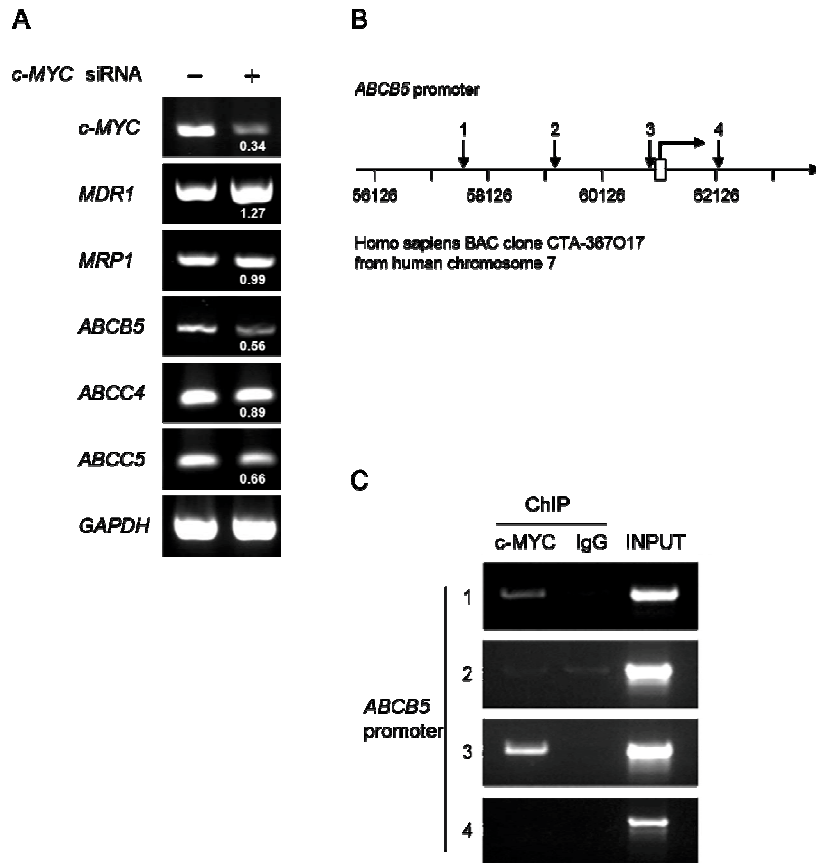 A
c-MYC siRNA – +
c-MYC
0.34
MDR1
1.27
MRP1
0.99
ABCB5
0.56
ABCC4
0.89
ABCC5
0.66
GAPDH
B
ABCB5 promoter
1 2 3 4
56126 58126 60126 62126
Homo sapiens BAC clone CTA-367O17
from human chromosome 7
C
ChIP
c-MYC IgG INPUT
1
2
ABCB5
promoter
3
4